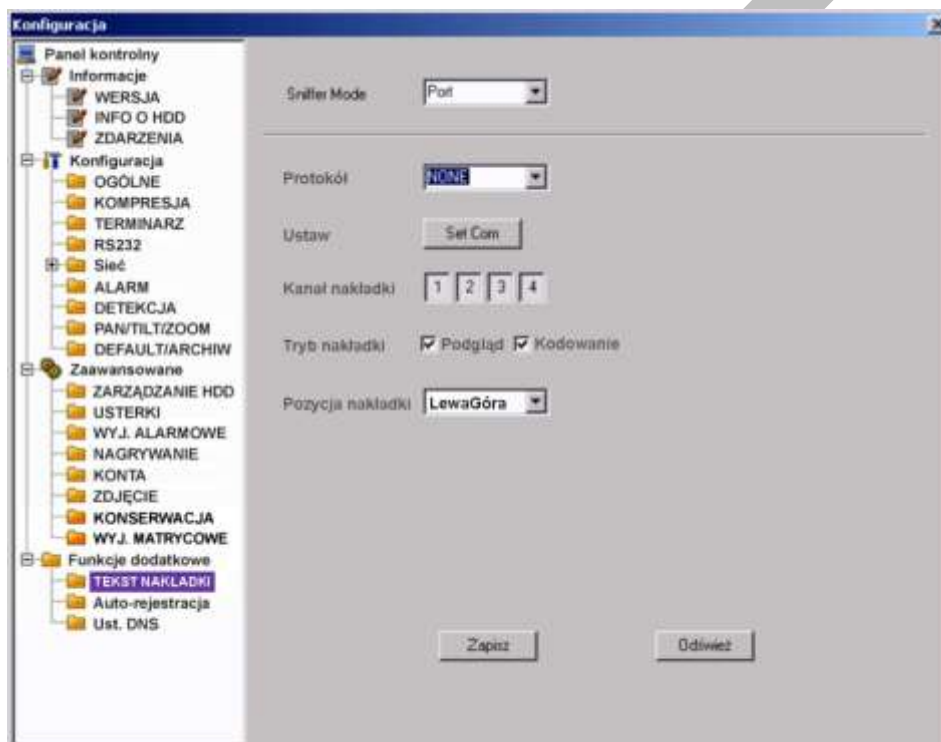 Konfiguracja
Panel kontrolny
Informacje
WERSJA
INFO O HDD
ZDARZENIA
Konfiguracja
OGÓLNE
KOMPRESJA
TERMINARZ
RS232
Sieć
ALARM
DETEKCJA
PAN/TILT/ZOOM
DEFAULT/ARCHIW
Zaawansowane
ZARZĄDZANIE HDD
USTERKI
WYJ. ALARMOWE
NAGRYWANIE
KONTA
ZDJĘCIE
KONSERWACJA
WYJ. MATRYCOWE
Funkcje dodatkowe
TEKST NAKLADKI
Auto-rejestracja
Ust. DNS
Sniffer Mode Port
Protokół NONE
Ustaw Set Com
Kanał nakładki 1 2 3 4
Tryb nakładki Podgląd Kodowanie
Pozycja nakładki LewaGóra
Zapisz Odśwież